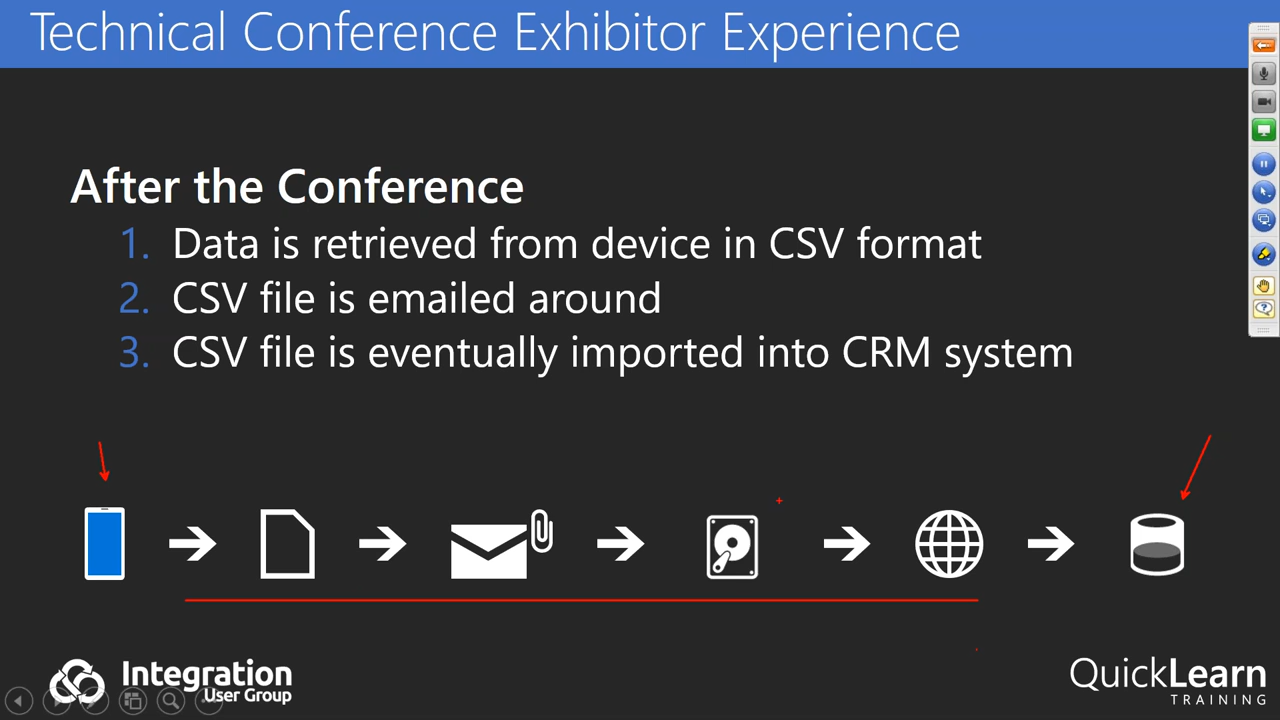 Technical Conference Exhibitor Experience
After the Conference
1. Data is retrieved from device in CSV format
2. CSV file is emailed around
3. CSV file is eventually imported into CRM system
Integration
User Group
QuickLearn
TRAINING